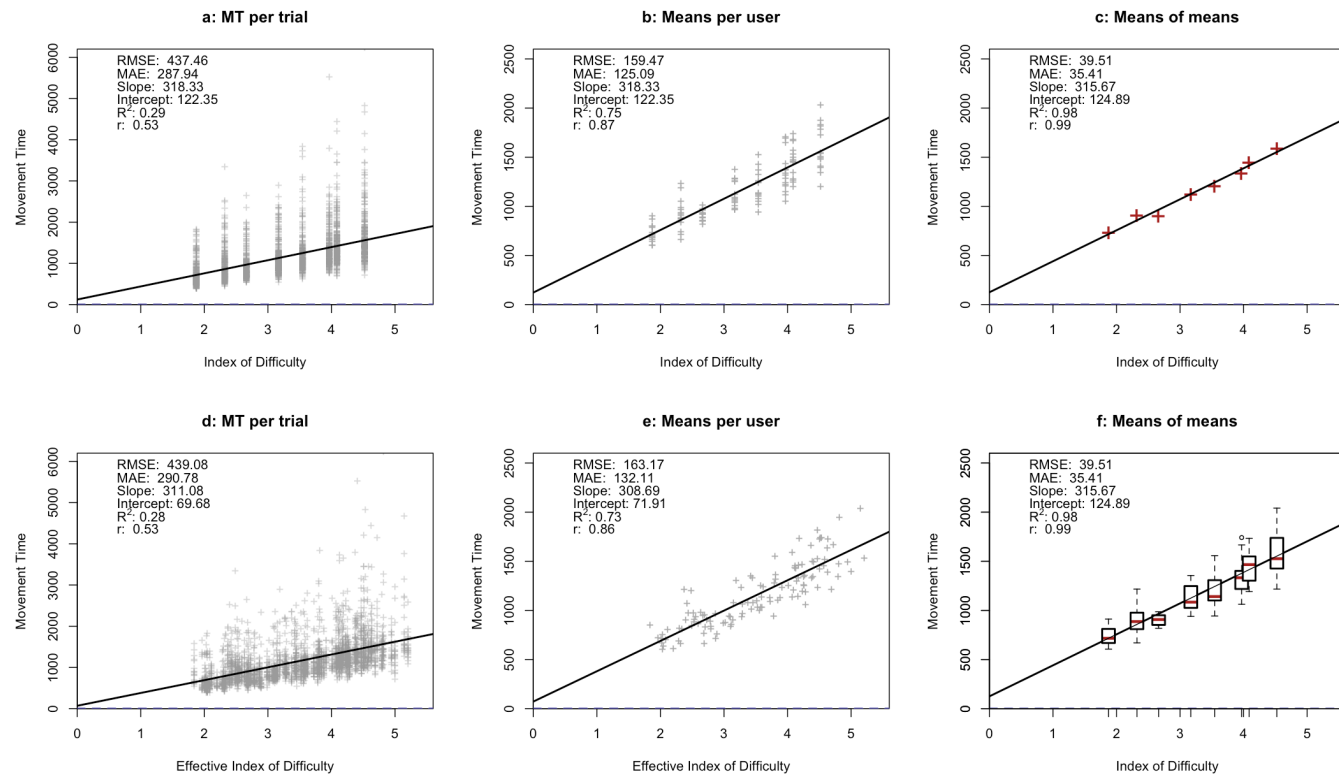 a: MT per trial
RMSE: 437.46
MAE: 287.94
Slope: 318.33
Intercept: 122.35
R²: 0.29
r: 0.53
Movement Time
0 1000 2000 3000 4000 5000 6000
0 1 2 3 4 5
Index of Difficulty
b: Means per user
RMSE: 159.47
MAE: 125.09
Slope: 318.33
Intercept: 122.35
R²: 0.75
r: 0.87
Movement Time
0 500 1000 1500 2000 2500
0 1 2 3 4 5
Index of Difficulty
c: Means of means
RMSE: 39.51
MAE: 35.41
Slope: 315.67
Intercept: 124.89
R²: 0.98
r: 0.99
Movement Time
0 500 1000 1500 2000 2500
0 1 2 3 4 5
Index of Difficulty
d: MT per trial
RMSE: 439.08
MAE: 290.78
Slope: 311.08
Intercept: 69.68
R²: 0.28
r: 0.53
Movement Time
0 1000 2000 3000 4000 5000 6000
0 1 2 3 4 5
Effective Index of Difficulty
e: Means per user
RMSE: 163.17
MAE: 132.11
Slope: 308.69
Intercept: 71.91
R²: 0.73
r: 0.86
Movement Time
0 500 1000 1500 2000 2500
0 1 2 3 4 5
Effective Index of Difficulty
f: Means of means
RMSE: 39.51
MAE: 35.41
Slope: 315.67
Intercept: 124.89
R²: 0.98
r: 0.99
Movement Time
0 500 1000 1500 2000 2500
0 1 2 3 4 5
Index of Difficulty